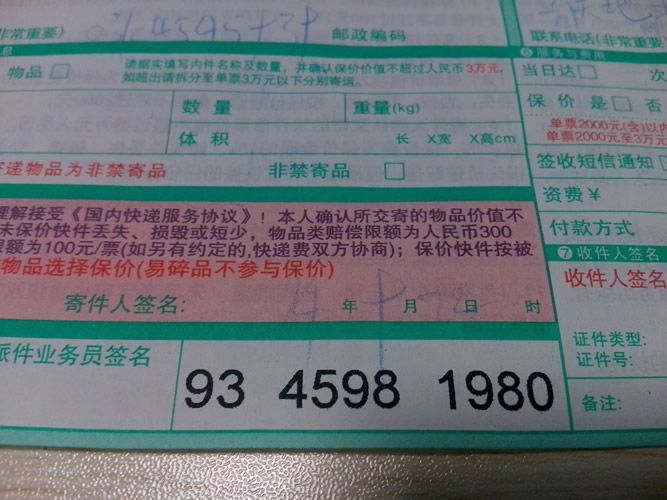 非常重要) 邮政编码 联系电话(非常重要
❻服务与费用
物品 □ 请据实填写内件名称及数量,并确认保价价值不超过人民币3万元, 当日达□ 次
如超出请拆分至单票3万元以下分别寄运。
数量 重量(kg) 保价 是□ 否
单票2000元(含)以内
体积 长 X宽 X高cm 单票2000元至3万元
寄递物品为非禁寄品 非禁寄品 □ 签收短信通知
资费¥
理解接受《国内快递服务协议》!本人确认所交寄的物品价值不
未保价快件丢失、损毁或短少,物品类赔偿限额为人民币300 付款方式
限额为100元/票(如另有约定的,快递费双方协商);保价快件按被
❼收件人签名
物品选择保价(易碎品不参与保价) 收件人签名
寄件人签名: 年 月 日 时
证件类型:
派件业务员签名 证件号:
93 4598 1980
备注: